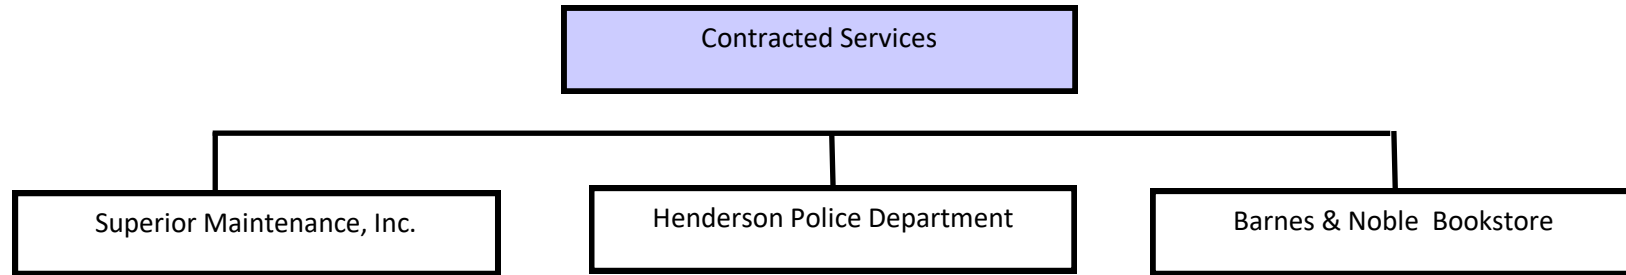 Contracted Services
Superior Maintenance, Inc.
Henderson Police Department
Barnes & Noble  Bookstore